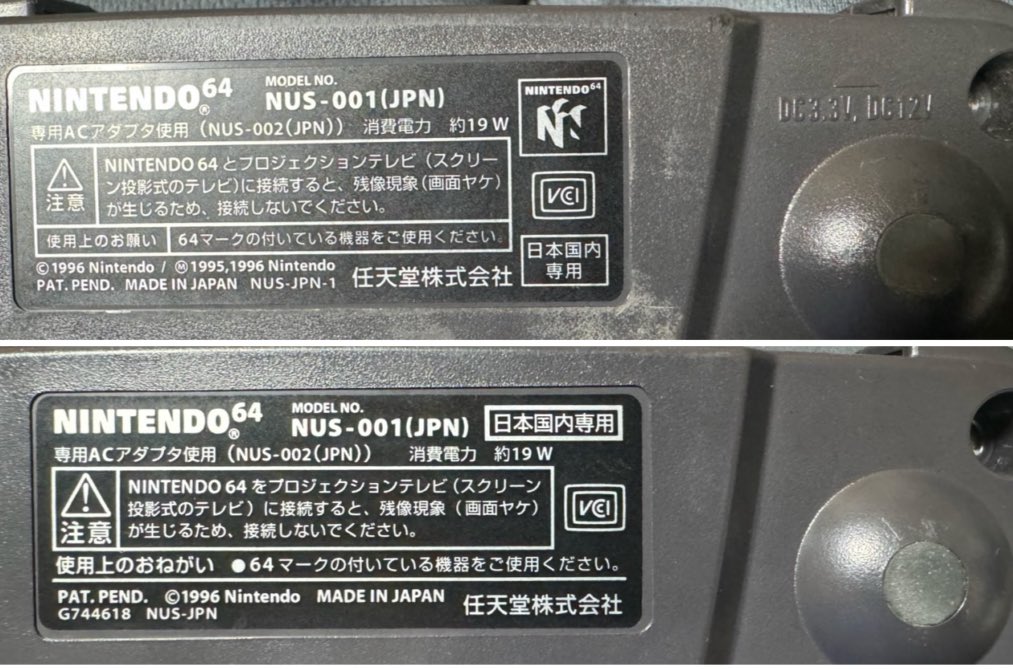 NINTENDO64®
MODEL NO.
NUS-001(JPN)
専用ACアダプタ使用（NUS-002(JPN)） 消費電力 約19W
注意
NINTENDO 64 とプロジェクションテレビ（スクリー
ン投影式のテレビ)に接続すると、残像現象（画面ヤケ）
が生じるため、接続しないでください。
使用上のお願い 64マークの付いている機器をご使用ください。
©1996 Nintendo / Ⓜ1995,1996 Nintendo
PAT. PEND. MADE IN JAPAN NUS-JPN-1 任天堂株式会社
NINTENDO64
N
VCI
日本国内
専用
DC3.3V, DC12V
NINTENDO64®
MODEL NO.
NUS-001(JPN)
日本国内専用
専用ACアダプタ使用（NUS-002(JPN)） 消費電力 約19W
注意
NINTENDO 64 をプロジェクションテレビ（スクリーン
投影式のテレビ）に接続すると、残像現象（画面ヤケ）
が生じるため、接続しないでください。
VCI
使用上のおねがい ●64マークの付いている機器をご使用ください。
PAT. PEND. ©1996 Nintendo MADE IN JAPAN
G744618 NUS-JPN
任天堂株式会社